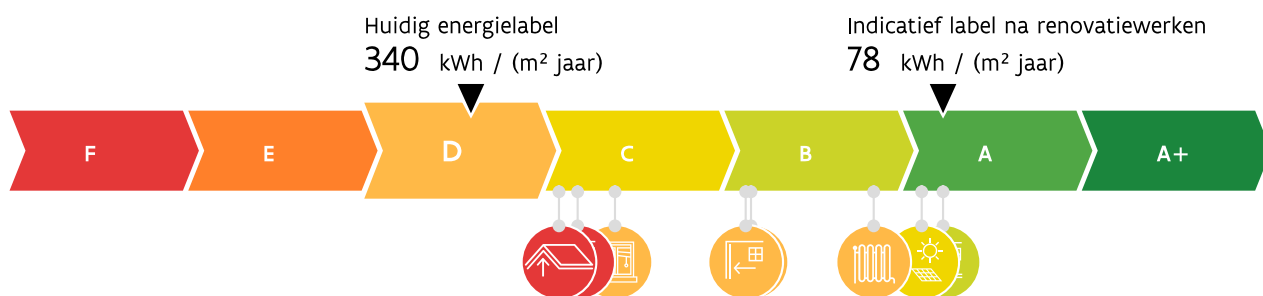 Huidig energielabel
340 kWh / (m² jaar)
Indicatief label na renovatiewerken
78 kWh / (m² jaar)
F E D C B A A+